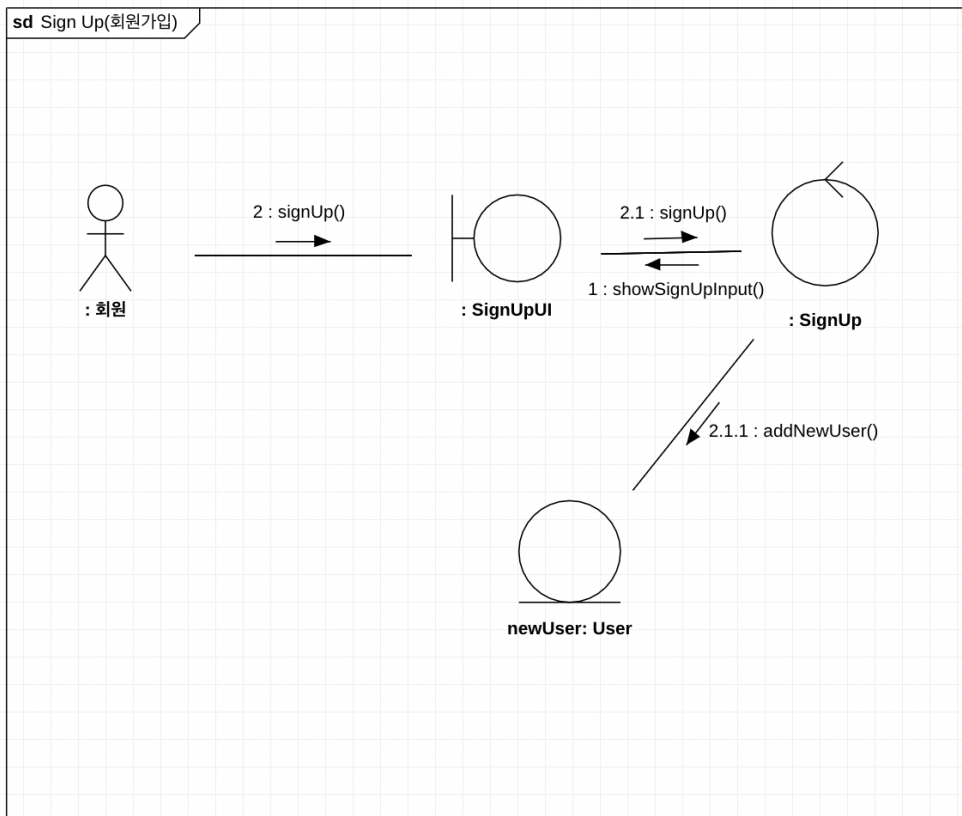 sd Sign Up(회원가입)
2 : signUp()
2.1 : signUp()
1 : showSignUpInput()
: 회원
: SignUpUI
: SignUp
2.1.1 : addNewUser()
newUser: User